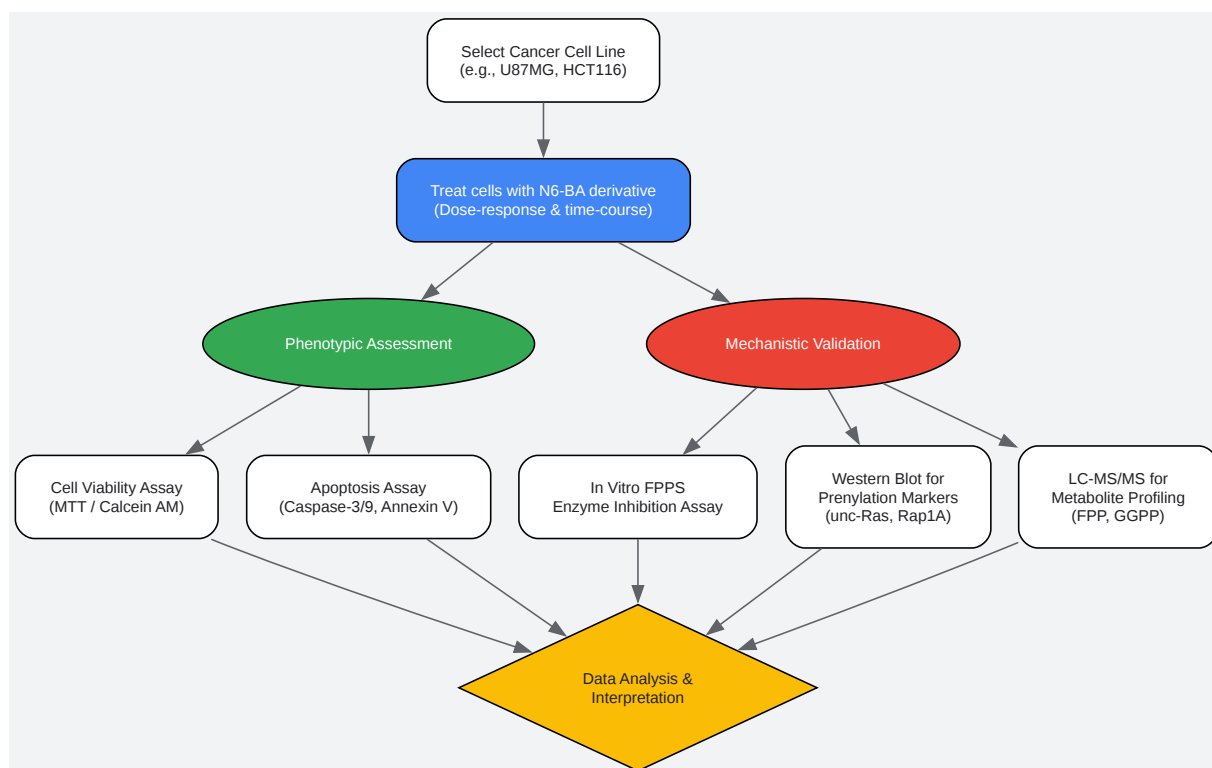 Select Cancer Cell Line
(e.g., U87MG, HCT116)
Treat cells with N6-BA derivative
(Dose-response & time-course)
Phenotypic Assessment
Mechanistic Validation
Cell Viability Assay
(MTT / Calcein AM)
Apoptosis Assay
(Caspase-3/9, Annexin V)
In Vitro FPPS
Enzyme Inhibition Assay
Western Blot for
Prenylation Markers
(unc-Ras, Rap1A)
LC-MS/MS for
Metabolite Profiling
(FPP, GGPP)
Data Analysis &
Interpretation